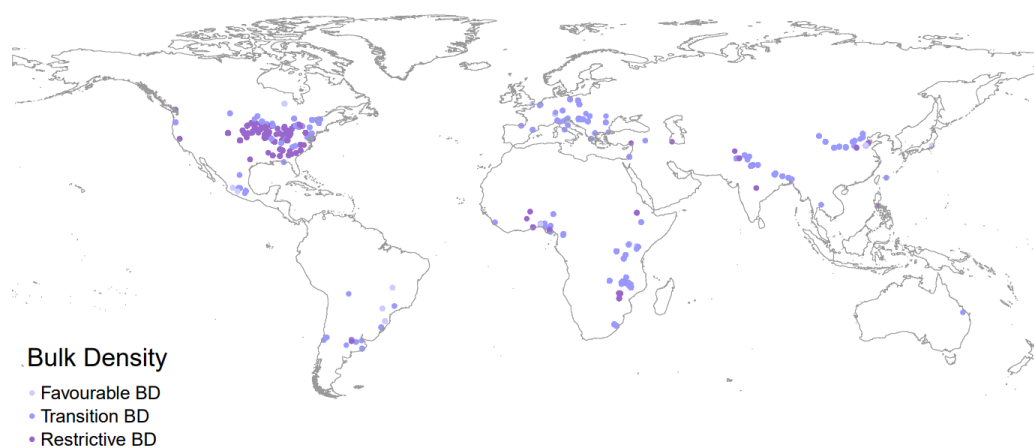 Bulk Density
Favourable BD
Transition BD
Restrictive BD